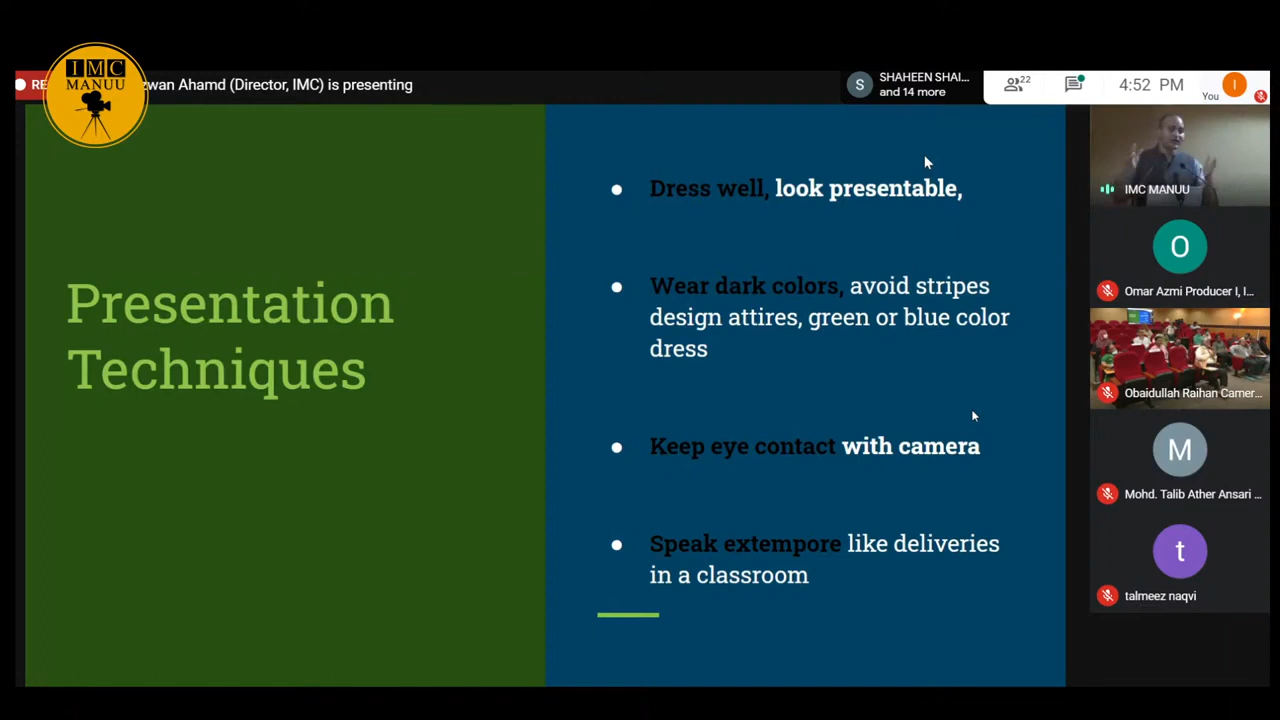 IMC
MANUU
RE
zwan Ahamd (Director, IMC) is presenting
S
SHAHEEN SHAI...
and 14 more
22
4:52 PM
You
I
Presentation
Techniques
Dress well, look presentable,
Wear dark colors, avoid stripes
design attires, green or blue color
dress
Keep eye contact with camera
Speak extempore like deliveries
in a classroom
IMC MANUU
O
Omar Azmi Producer I, I...
Obaidullah Raihan Camer...
M
Mohd. Talib Ather Ansari ...
t
talmeez naqvi